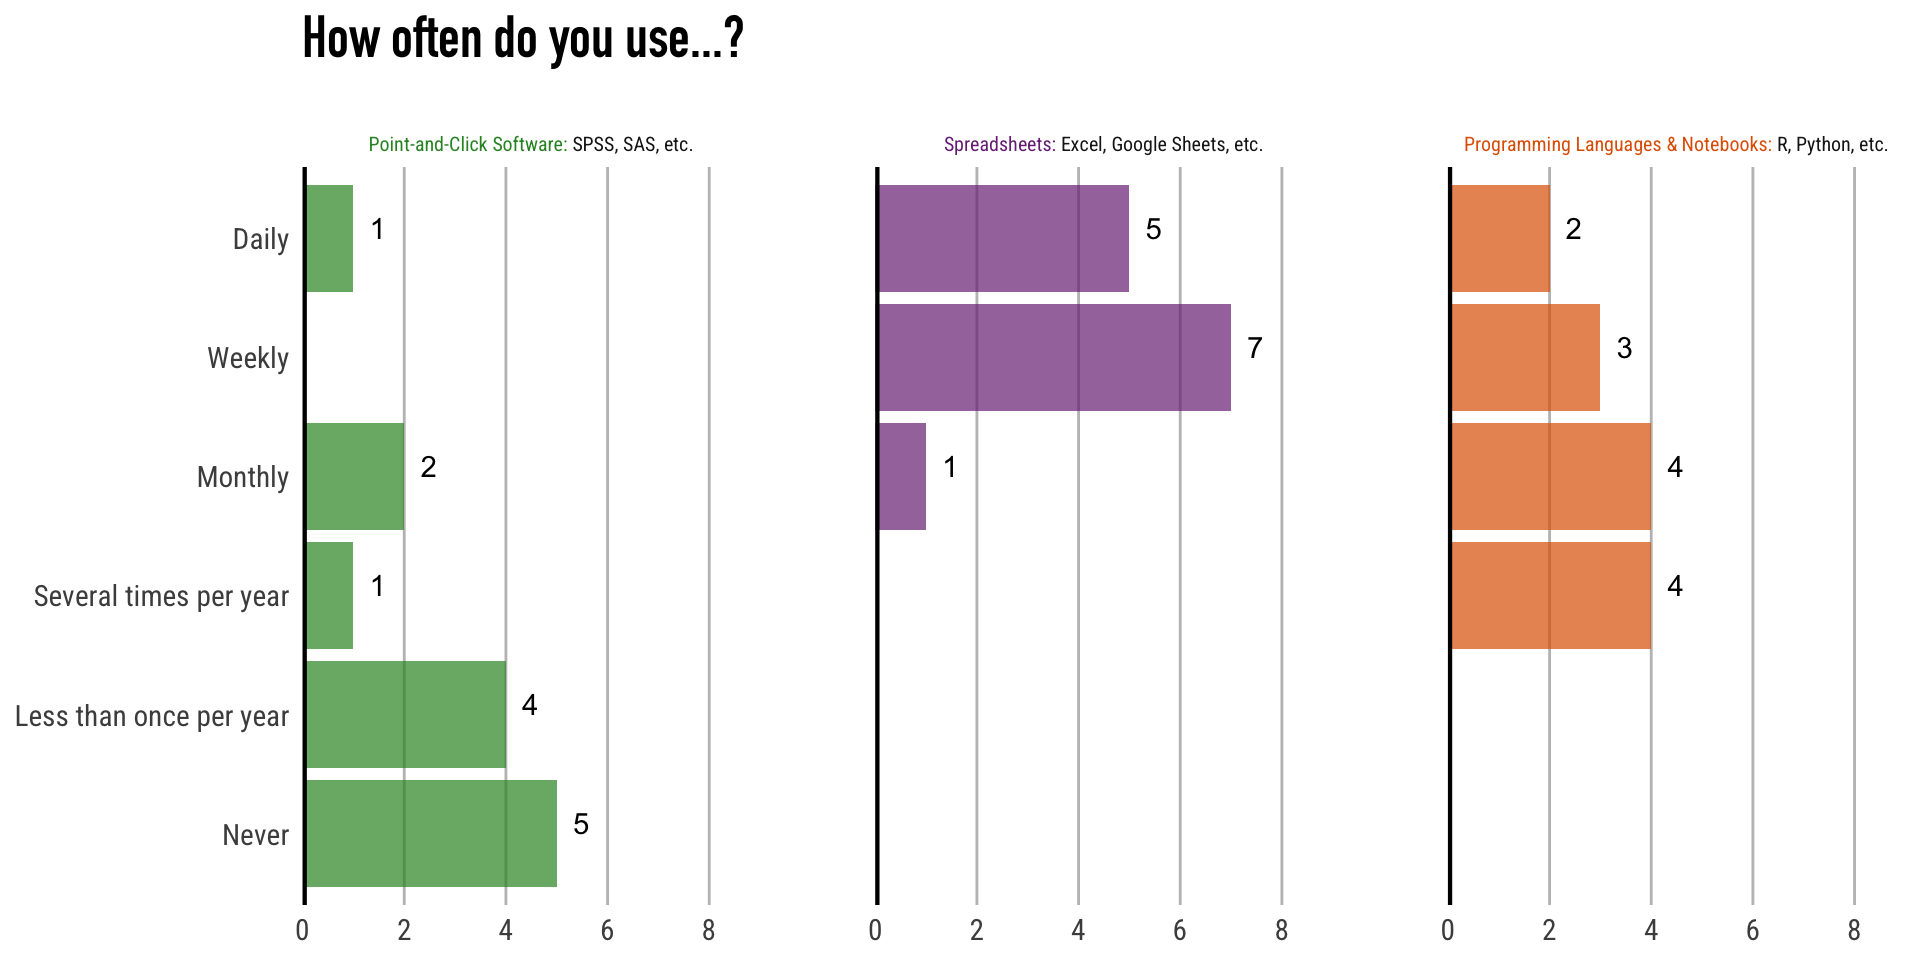 How often do you use...?
Point-and-Click Software: SPSS, SAS, etc.
Spreadsheets: Excel, Google Sheets, etc.
Programming Languages & Notebooks: R, Python, etc.
Daily 1 5 2
Weekly 7 3
Monthly 2 1 4
Several times per year 1 4
Less than once per year 4
Never 5
0 2 4 6 8 0 2 4 6 8 0 2 4 6 8